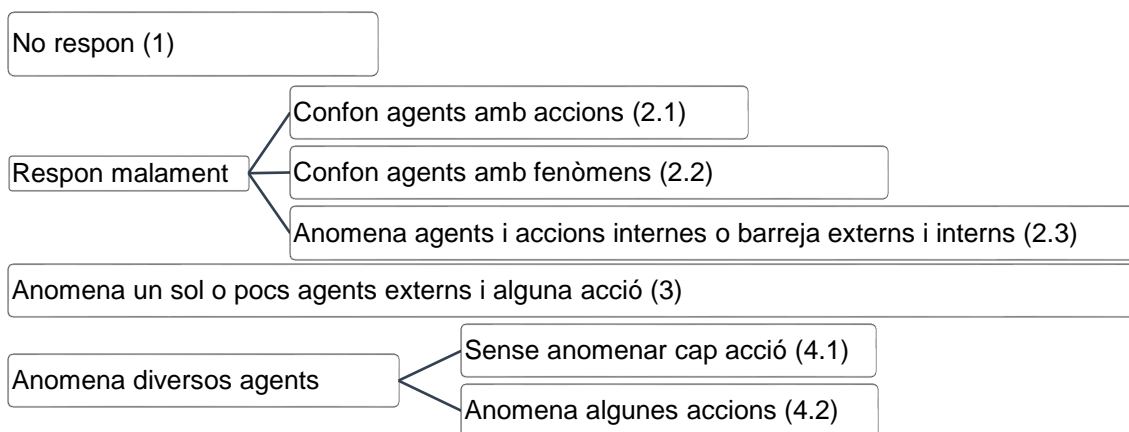 No respon (1)
Confon agents amb accions (2.1)
Respon malament
Confon agents amb fenòmens (2.2)
Anomena agents i accions internes o barreja externs i interns (2.3)
Anomena un sol o pocs agents externs i alguna acció (3)
Sense anomenar cap acció (4.1)
Anomena diversos agents
Anomena algunes accions (4.2)